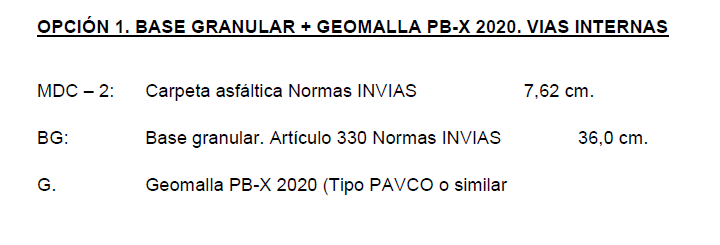 OPCIÓN 1. BASE GRANULAR + GEOMALLA PB-X 2020. VIAS INTERNAS
MDC – 2: Carpeta asfáltica Normas INVIAS 7,62 cm.
BG: Base granular. Artículo 330 Normas INVIAS 36,0 cm.
G. Geomalla PB-X 2020 (Tipo PAVCO o similar